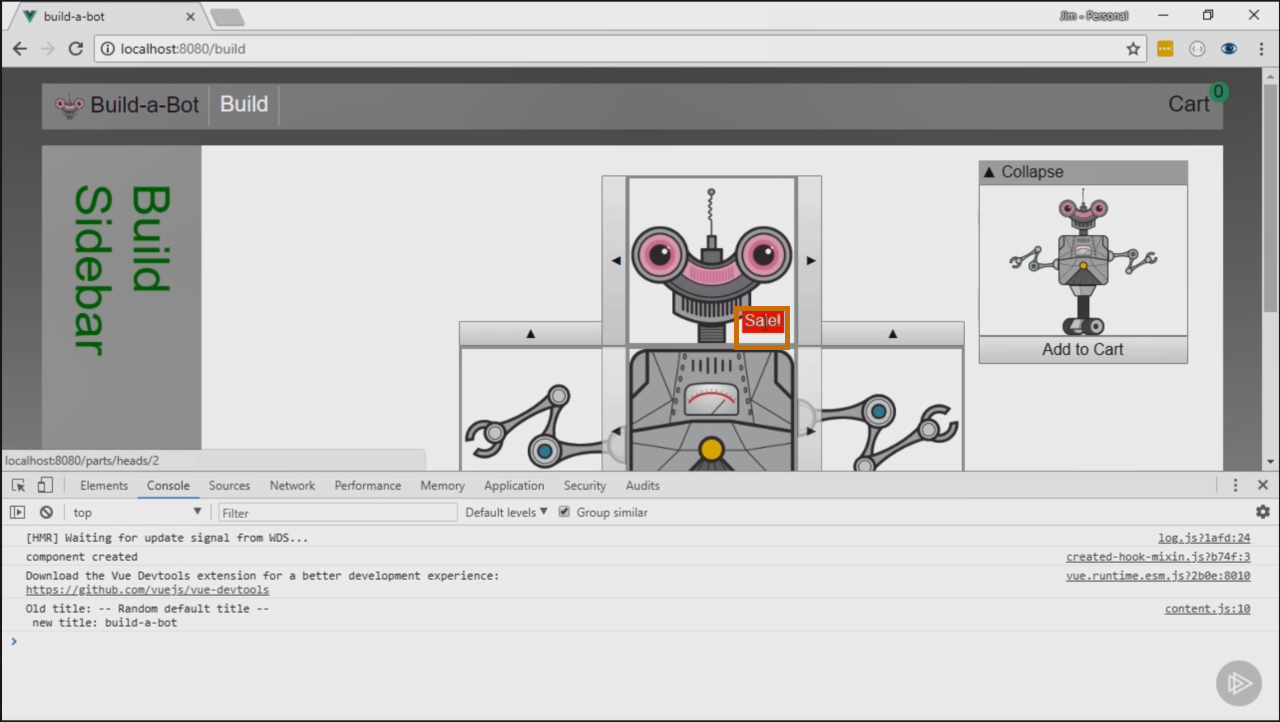 build-a-bot
Jim - Personal
localhost:8080/build
Build-a-Bot
Build
Cart
0
Build
Sidebar
▲ Collapse
Sale!
Add to Cart
localhost:8080/parts/heads/2
Elements Console Sources Network Performance Memory Application Security Audits
top Filter Default levels Group similar
[HMR] Waiting for update signal from WDS... log.js?1afd:24
component created created-hook-mixin.js?b74f:3
Download the Vue Devtools extension for a better development experience: vue.runtime.esm.js?2b0e:8010
https://github.com/vuejs/vue-devtools
Old title: -- Random default title -- content.js:10
new title: build-a-bot